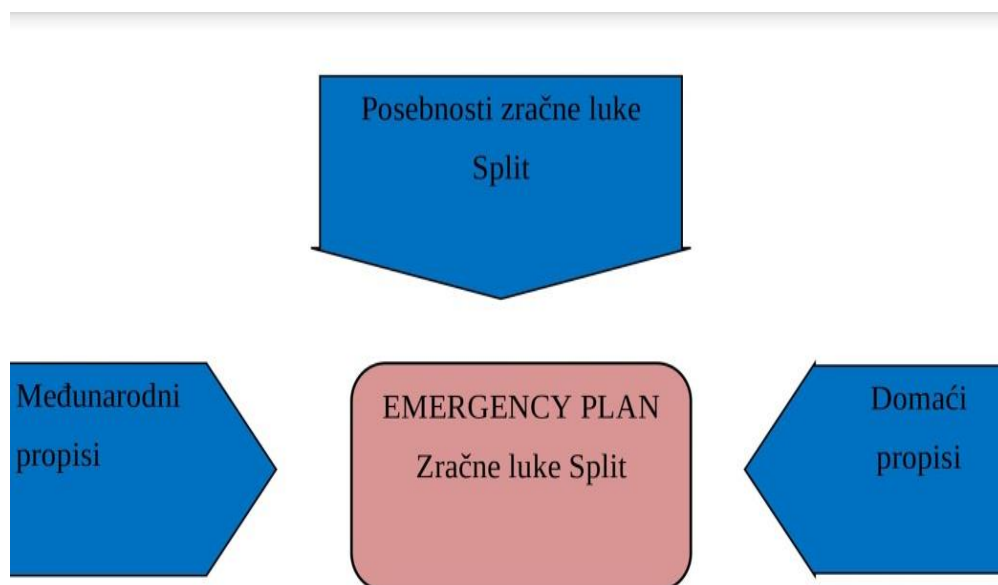 Posebnosti zračne luke
Split
Međunarodni
propisi
EMERGENCY PLAN
Zračne luke Split
Domaći
propisi